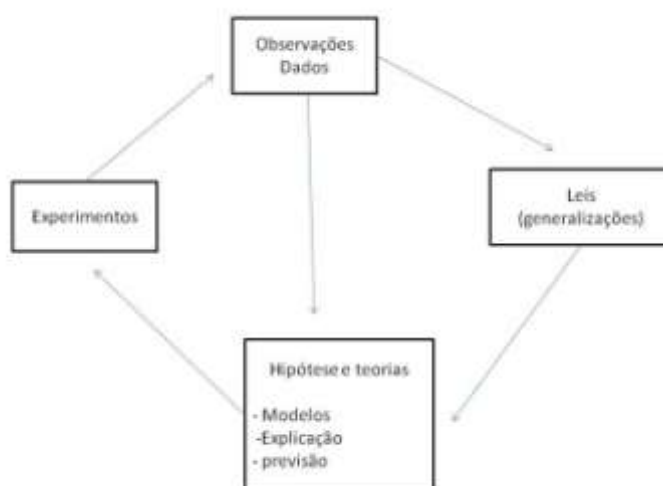 Observações
Dados
Experimentos
Leis
(generalizações)
Hipótese e teorias
- Modelos
-Explicação
- previsão